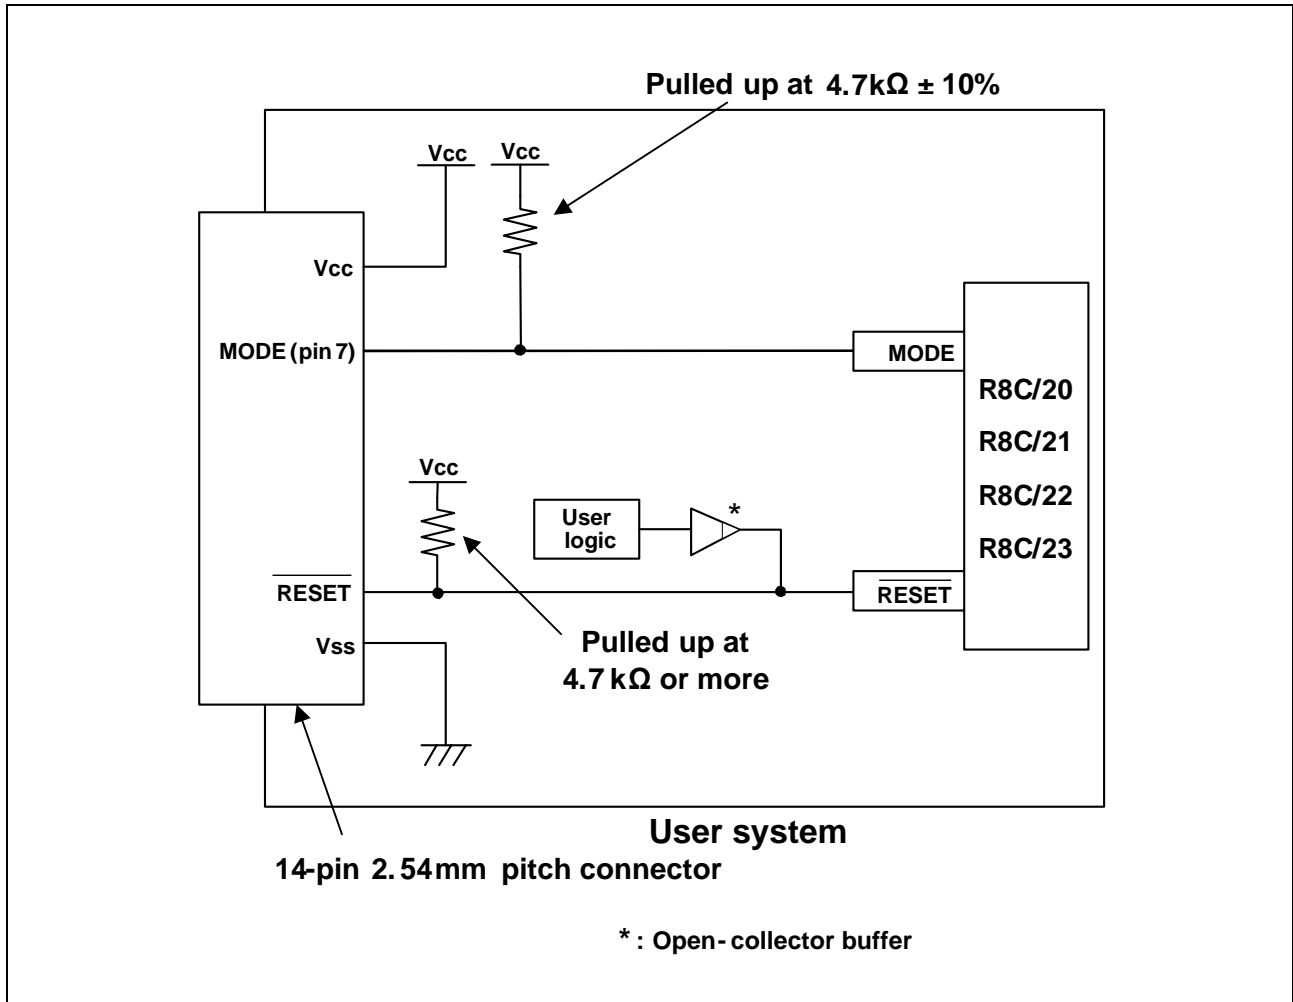 Pulled up at 4.7kΩ ± 10%
Vcc
Vcc
Vcc
MODE (pin 7)
MODE
R8C/20
R8C/21
R8C/22
R8C/23
Vcc
User
logic
*
RESET
RESET
Vss
Pulled up at
4.7 kΩ or more
User system
14-pin 2.54mm pitch connector
* : Open-collector buffer